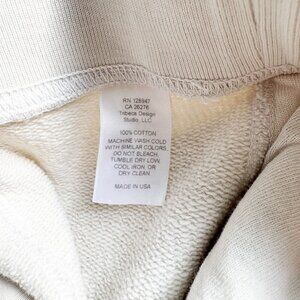 RN 128947
CA 26276
Tribeca Design
Studio, LLC
100% COTTON
MACHINE WASH COLD
WITH SIMILAR COLORS.
DO NOT BLEACH.
TUMBLE DRY LOW.
COOL IRON, OR
DRY CLEAN
MADE IN USA